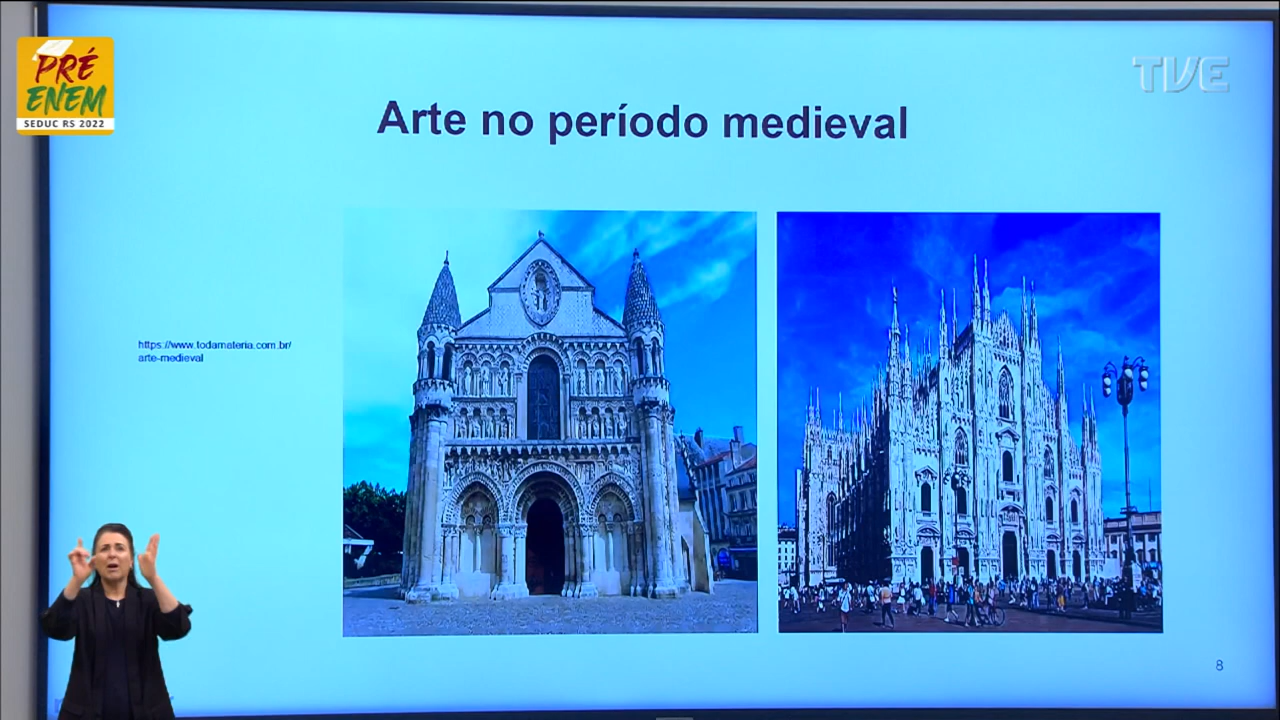 PRÉ
ENEM
SEDUC RS 2022
TVE
Arte no período medieval
https://www.todamateria.com.br/
arte-medieval
8